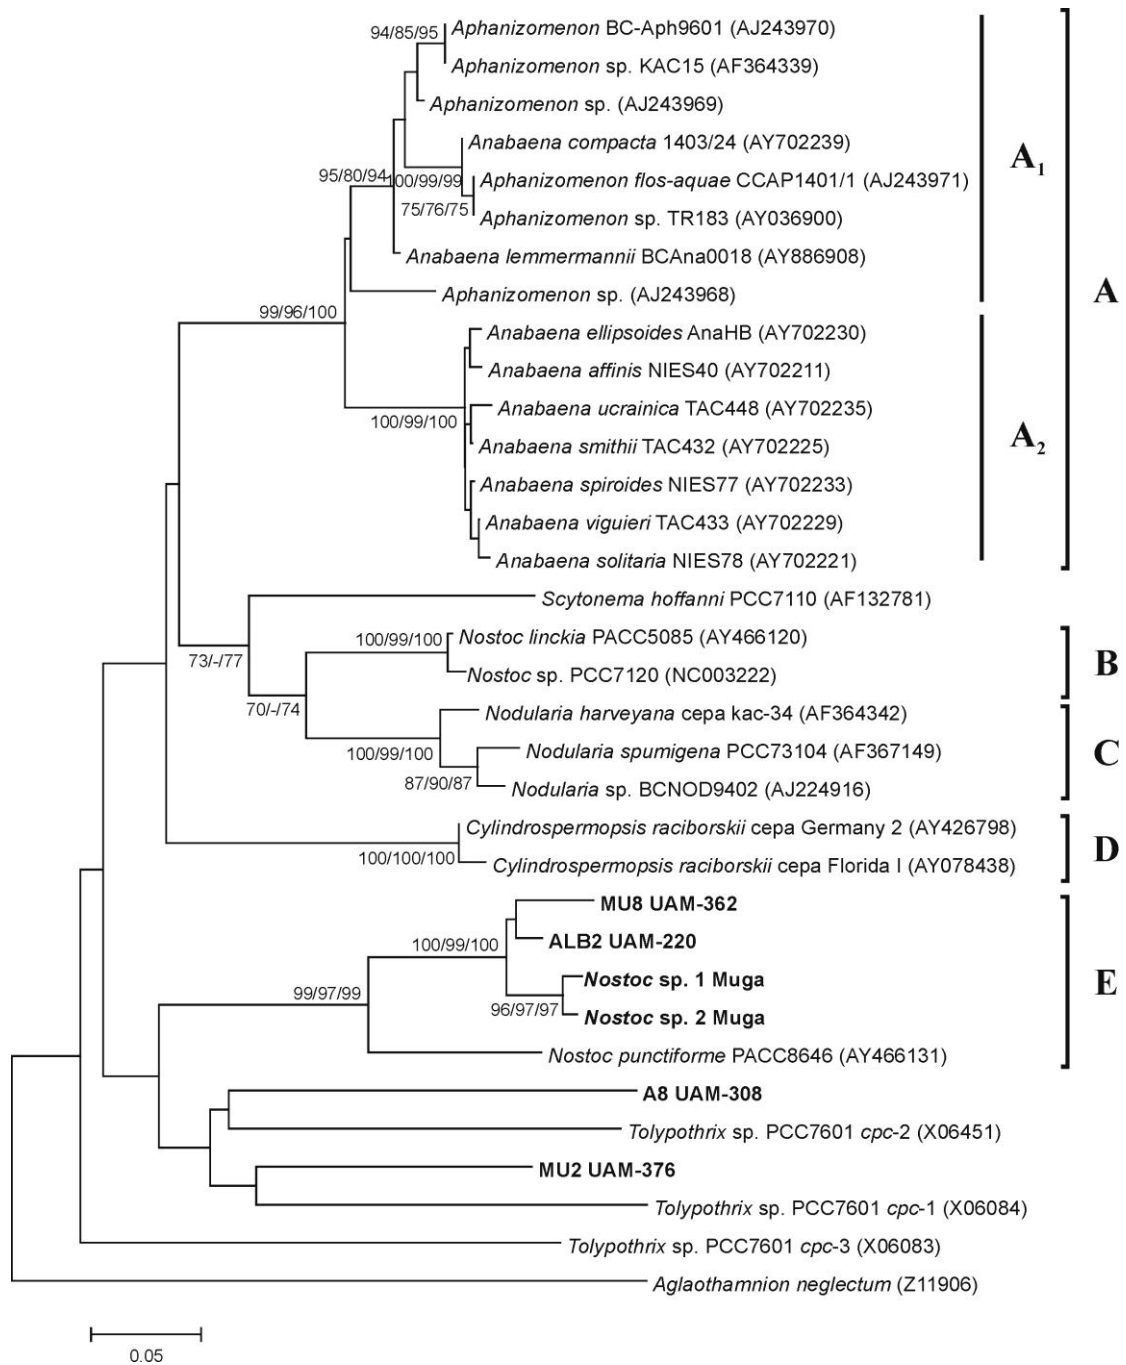 94/85/95
Aphanizomenon BC-Aph9601 (AJ243970)
Aphanizomenon sp. KAC15 (AF364339)
Aphanizomenon sp. (AJ243969)
Anabaena compacta 1403/24 (AY702239)
A1
95/80/94
100/99/99
Aphanizomenon flos-aquae CCAP1401/1 (AJ243971)
75/76/75
Aphanizomenon sp. TR183 (AY036900)
Anabaena lemmermannii BCAna0018 (AY886908)
Aphanizomenon sp. (AJ243968)
A
99/96/100
Anabaena ellipsoides AnaHB (AY702230)
Anabaena affinis NIES40 (AY702211)
Anabaena ucrainica TAC448 (AY702235)
100/99/100
A2
Anabaena smithii TAC432 (AY702225)
Anabaena spiroides NIES77 (AY702233)
Anabaena viguieri TAC433 (AY702229)
Anabaena solitaria NIES78 (AY702221)
Scytonema hoffanni PCC7110 (AF132781)
100/99/100
Nostoc linckia PACC5085 (AY466120)
73/-/77
B
Nostoc sp. PCC7120 (NC003222)
70/-/74
Nodularia harveyana cepa kac-34 (AF364342)
100/99/100
Nodularia spumigena PCC73104 (AF367149)
C
87/90/87
Nodularia sp. BCNOD9402 (AJ224916)
Cylindrospermopsis raciborskii cepa Germany 2 (AY426798)
D
100/100/100
Cylindrospermopsis raciborskii cepa Florida I (AY078438)
MU8 UAM-362
100/99/100
ALB2 UAM-220
99/97/99
Nostoc sp. 1 Muga
E
96/97/97
Nostoc sp. 2 Muga
Nostoc punctiforme PACC8646 (AY466131)
A8 UAM-308
Tolypothrix sp. PCC7601 cpc-2 (X06451)
MU2 UAM-376
Tolypothrix sp. PCC7601 cpc-1 (X06084)
Tolypothrix sp. PCC7601 cpc-3 (X06083)
Aglaothamnion neglectum (Z11906)
0.05